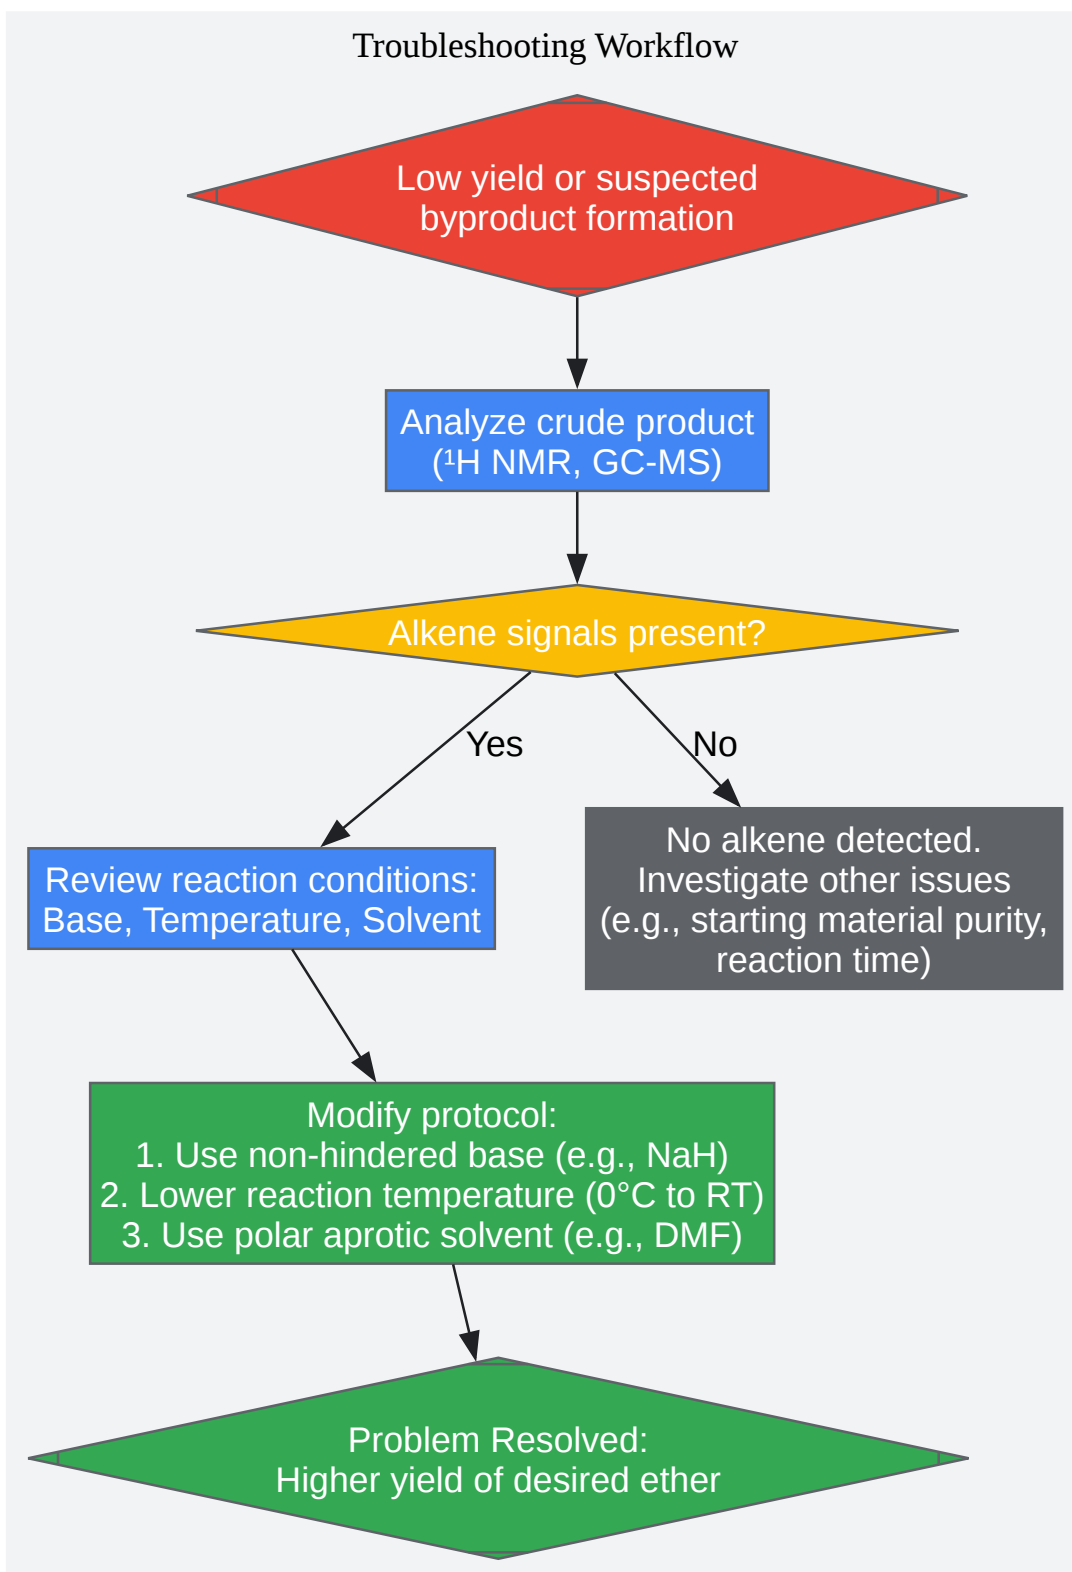 Troubleshooting Workflow
Low yield or suspected
byproduct formation
Analyze crude product
(¹H NMR, GC-MS)
Alkene signals present?
Yes
No
No alkene detected.
Investigate other issues
(e.g., starting material purity,
reaction time)
Review reaction conditions:
Base, Temperature, Solvent
Modify protocol:
1. Use non-hindered base (e.g., NaH)
2. Lower reaction temperature (0°C to RT)
3. Use polar aprotic solvent (e.g., DMF)
Problem Resolved:
Higher yield of desired ether